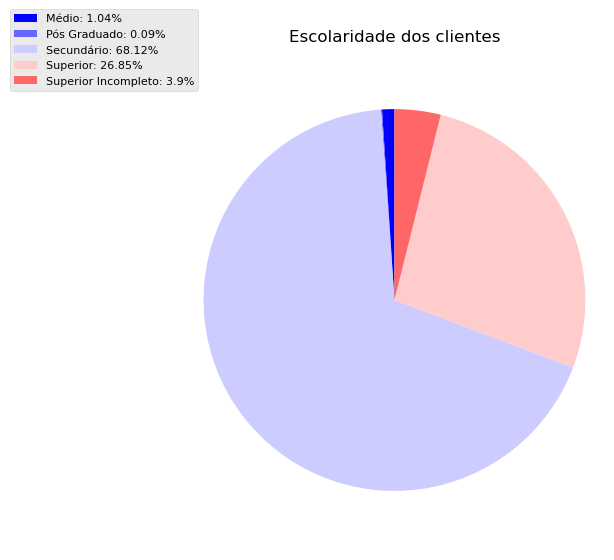 Médio: 1.04%
Pós Graduado: 0.09%
Secundário: 68.12%
Superior: 26.85%
Superior Incompleto: 3.9%
Escolaridade dos clientes